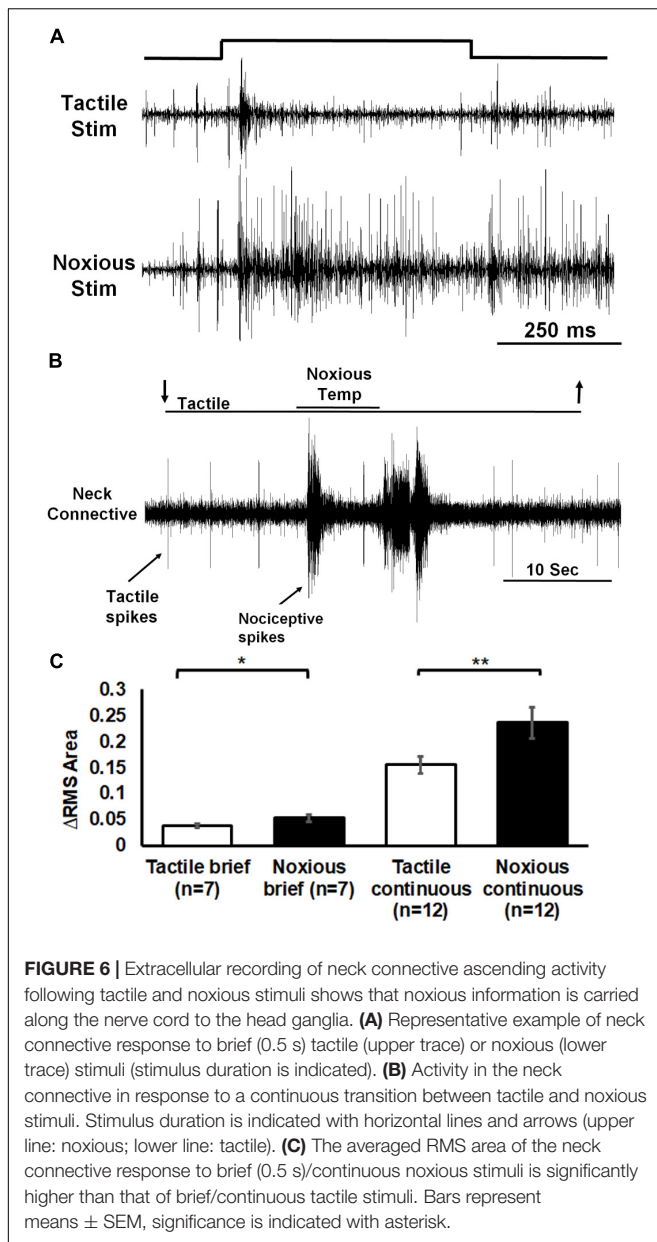 A
Tactile
Stim
Noxious
Stim
250 ms
B
Noxious
Temp
Tactile
Neck
Connective
10 Sec
Tactile
spikes
Nociceptive
spikes
C
* **
ΔRMS Area
0.3
0.25
0.2
0.15
0.1
0.05
0
Tactile brief Noxious Tactile Noxious
(n=7) brief (n=7) continuous continuous
(n=12) (n=12)
FIGURE 6 | Extracellular recording of neck connective ascending activity
following tactile and noxious stimuli shows that noxious information is carried
along the nerve cord to the head ganglia. (A) Representative example of neck
connective response to brief (0.5 s) tactile (upper trace) or noxious (lower
trace) stimuli (stimulus duration is indicated). (B) Activity in the neck
connective in response to a continuous transition between tactile and noxious
stimuli. Stimulus duration is indicated with horizontal lines and arrows (upper
line: noxious; lower line: tactile). (C) The averaged RMS area of the neck
connective response to brief (0.5 s)/continuous noxious stimuli is significantly
higher than that of brief/continuous tactile stimuli. Bars represent
means ± SEM, significance is indicated with asterisk.